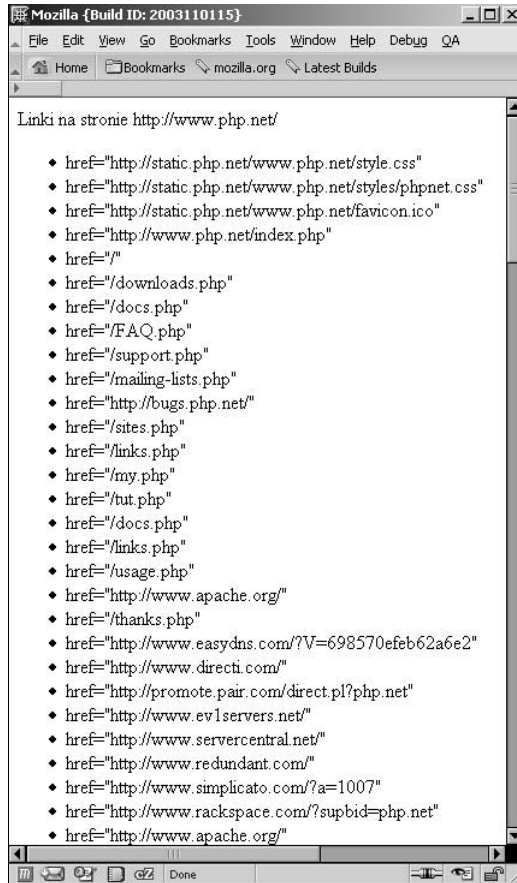 Mozilla {Build ID: 2003110115}
File Edit View Go Bookmarks Tools Window Help Debug QA
Home Bookmarks mozilla.org Latest Builds
Linki na stronie http://www.php.net/
href="http://static.php.net/www.php.net/style.css"
href="http://static.php.net/www.php.net/styles/phpnet.css"
href="http://static.php.net/www.php.net/favicon.ico"
href="http://www.php.net/index.php"
href="/"
href="/downloads.php"
href="/docs.php"
href="/FAQ.php"
href="/support.php"
href="/mailing-lists.php"
href="http://bugs.php.net/"
href="/sites.php"
href="/links.php"
href="/my.php"
href="/tut.php"
href="/docs.php"
href="/links.php"
href="/usage.php"
href="http://www.apache.org/"
href="/thanks.php"
href="http://www.easydns.com/?V=698570efeb62a6e2"
href="http://www.directi.com/"
href="http://promote.pair.com/direct.pl?php.net"
href="http://www.ev1servers.net/"
href="http://www.servercentral.net/"
href="http://www.redundant.com/"
href="http://www.simplicato.com/?a=1007"
href="http://www.rackspace.com/?supbid=php.net"
href="http://www.apache.org/"
Done